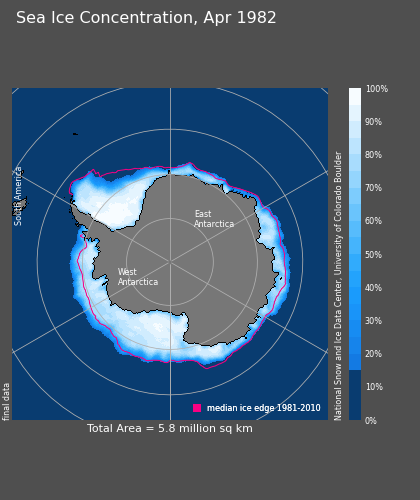 Sea Ice Concentration, Apr 1982
South America
East
Antarctica
West
Antarctica
final data
median ice edge 1981-2010
Total Area = 5.8 million sq km
National Snow and Ice Data Center, University of Colorado Boulder
100%
90%
80%
70%
60%
50%
40%
30%
20%
10%
0%